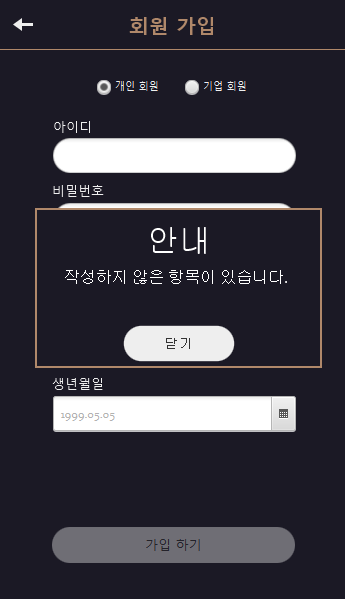 회원 가입
개인 회원 기업 회원
아이디
비밀번호
안내
작성하지 않은 항목이 있습니다.
닫기
생년월일
1999.05.05
가입 하기